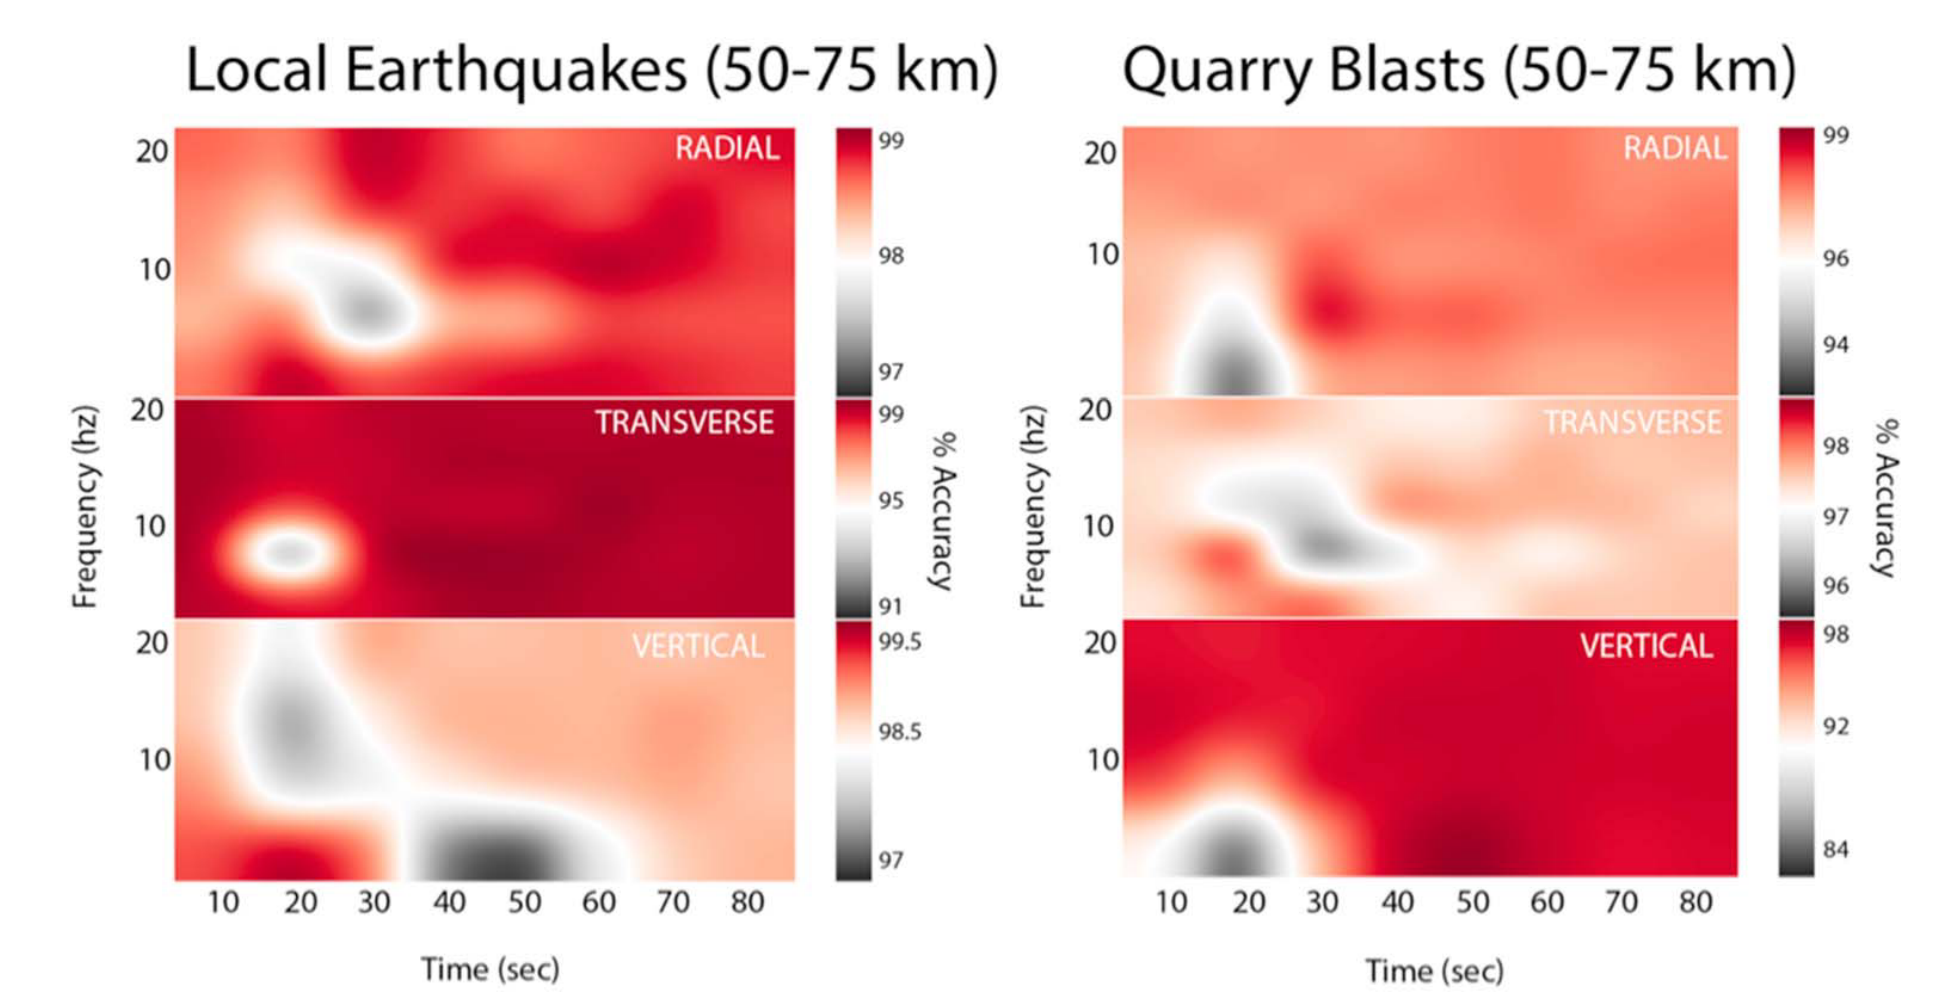 Local Earthquakes (50-75 km)
RADIAL
20
10
99
98
97
TRANSVERSE
20
10
99
95
91
VERTICAL
20
10
99.5
98.5
97
Frequency (hz)
% Accuracy
10 20 30 40 50 60 70 80
Time (sec)
Quarry Blasts (50-75 km)
RADIAL
20
10
99
96
94
TRANSVERSE
20
10
98
97
96
VERTICAL
20
10
98
92
84
Frequency (hz)
% Accuracy
10 20 30 40 50 60 70 80
Time (sec)